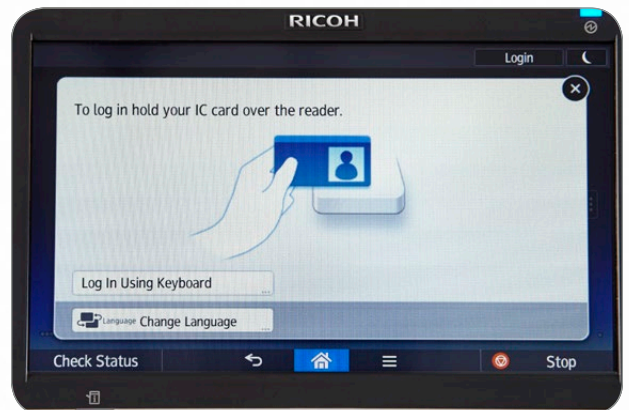 RICOH
Login
To log in hold your IC card over the reader.
Log In Using Keyboard
...
Language Change Language
...
Check Status
Stop